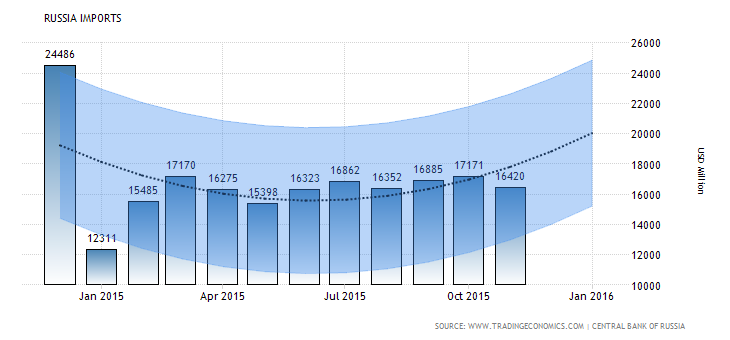 RUSSIA IMPORTS
24486
12311
15485
17170
16275
15398
16323
16862
16352
16885
17171
16420
26000
24000
22000
20000
18000
16000
14000
12000
10000
USD Million
Jan 2015
Apr 2015
Jul 2015
Oct 2015
Jan 2016
SOURCE: WWW.TRADINGECONOMICS.COM | CENTRAL BANK OF RUSSIA